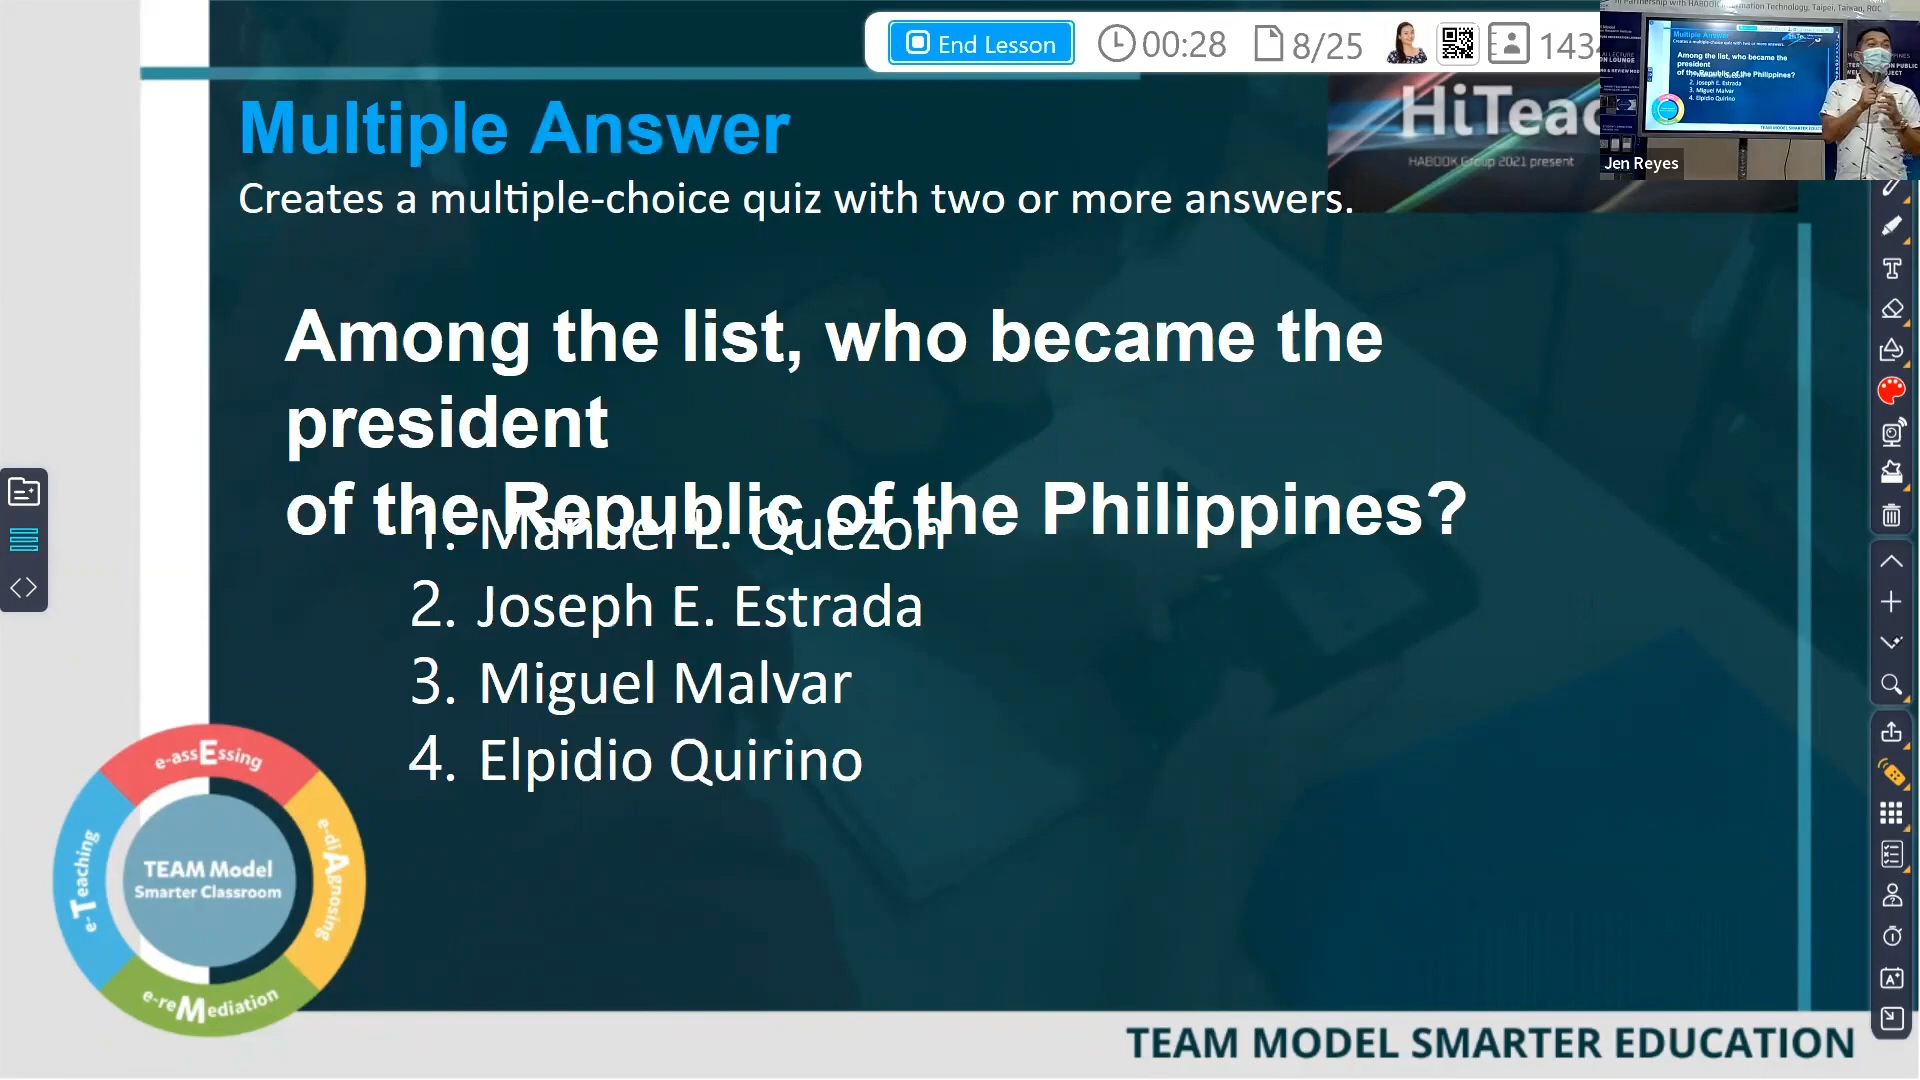 End Lesson
00:28
8/25
143
Multiple Answer
Creates a multiple-choice quiz with two or more answers.
HiTeac
HABOOK Group 2021 present
Jen Reyes
Among the list, who became the
president
of the Republic of the Philippines?
1. Manuel L. Quezon
2. Joseph E. Estrada
3. Miguel Malvar
4. Elpidio Quirino
e-assEssing
e-Teaching
e-diAgnosing
e-reMediation
TEAM Model
Smarter Classroom
TEAM MODEL SMARTER EDUCATION